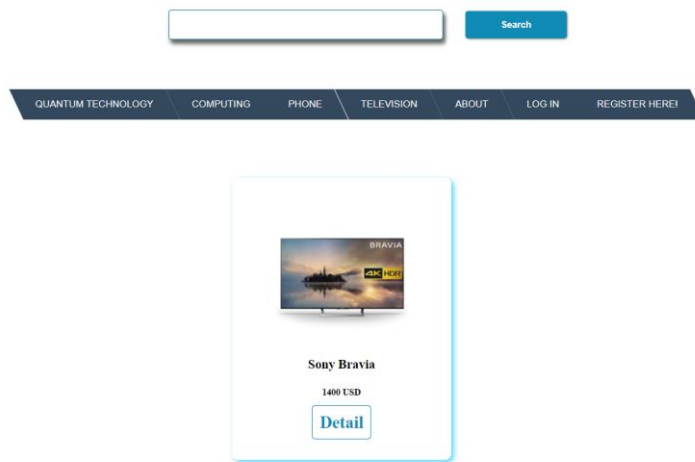 Search
QUANTUM TECHNOLOGY COMPUTING PHONE TELEVISION ABOUT LOG IN REGISTER HERE!
BRAVIA
4K HDR
Sony Bravia
1400 USD
Detail